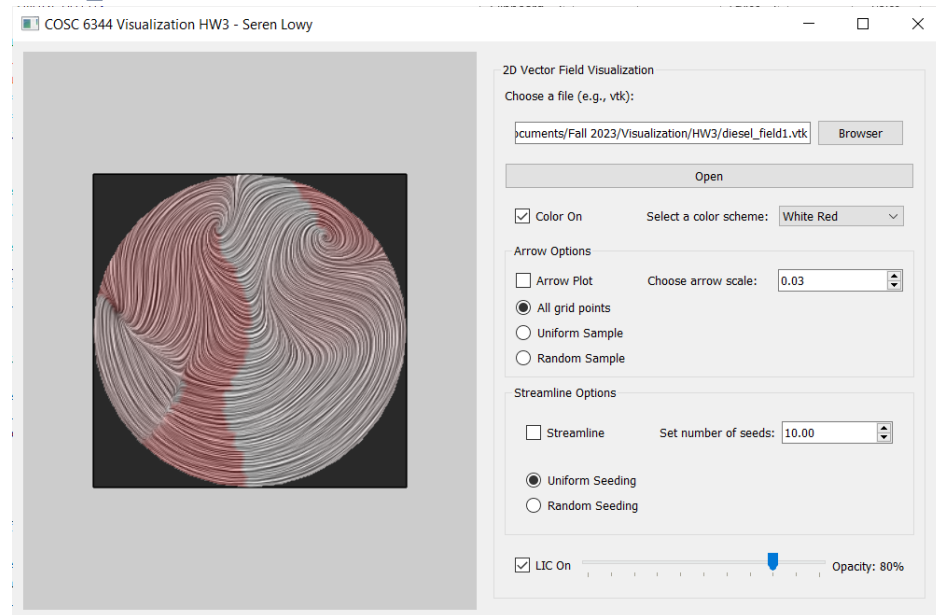 COSC 6344 Visualization HW3 - Seren Lowy
2D Vector Field Visualization
Choose a file (e.g., vtk):
ocuments/Fall 2023/Visualization/HW3/diesel_field1.vtk Browser
Open
Color On Select a color scheme: White Red
Arrow Options
Arrow Plot Choose arrow scale: 0.03
All grid points
Uniform Sample
Random Sample
Streamline Options
Streamline Set number of seeds: 10.00
Uniform Seeding
Random Seeding
LIC On Opacity: 80%